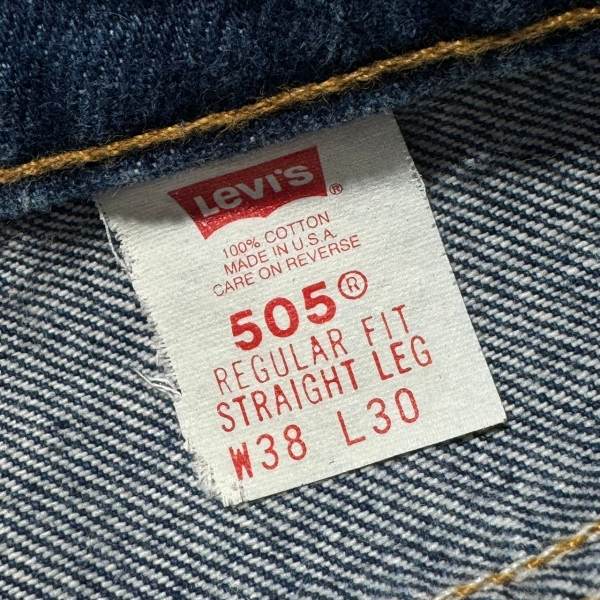 Levi's ®
100% COTTON
MADE IN U.S.A.
CARE ON REVERSE
505®
REGULAR FIT
STRAIGHT LEG
W38 L30